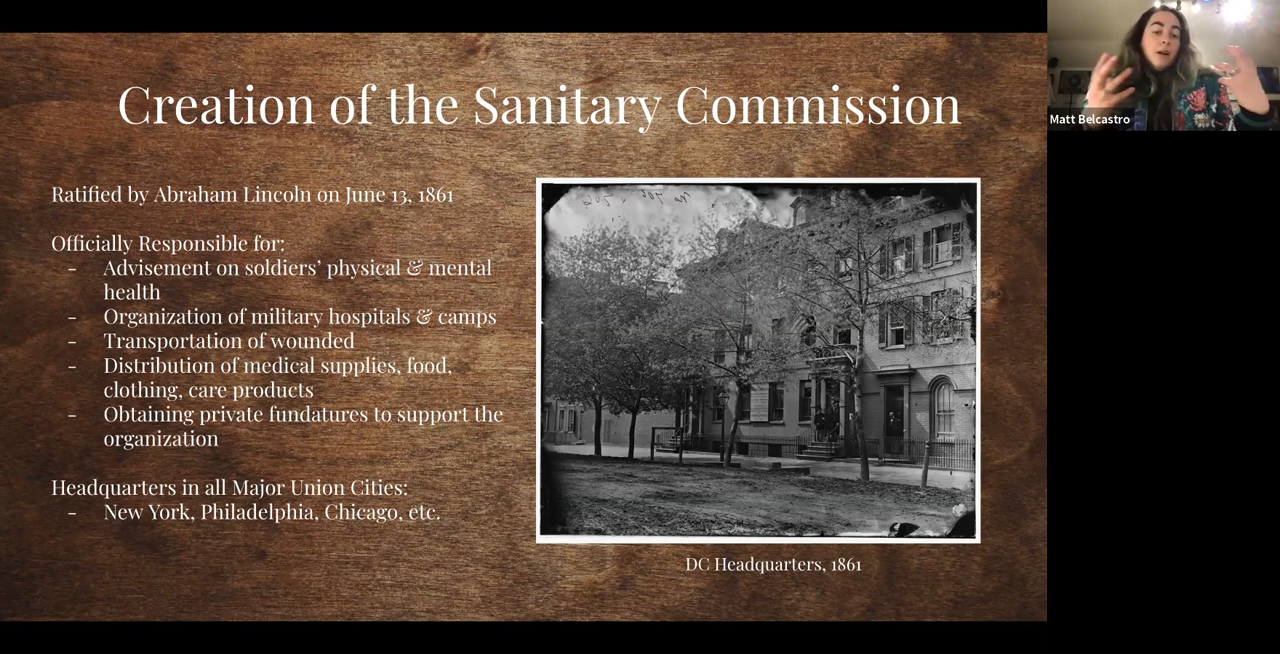 Creation of the Sanitary Commission
Ratified by Abraham Lincoln on June 13, 1861
Officially Responsible for:
- Advisement on soldiers' physical & mental
health
- Organization of military hospitals & camps
- Transportation of wounded
- Distribution of medical supplies, food,
clothing, care products
- Obtaining private fundatures to support the
organization
Headquarters in all Major Union Cities:
- New York, Philadelphia, Chicago, etc.
DC Headquarters, 1861
Matt Belcastro